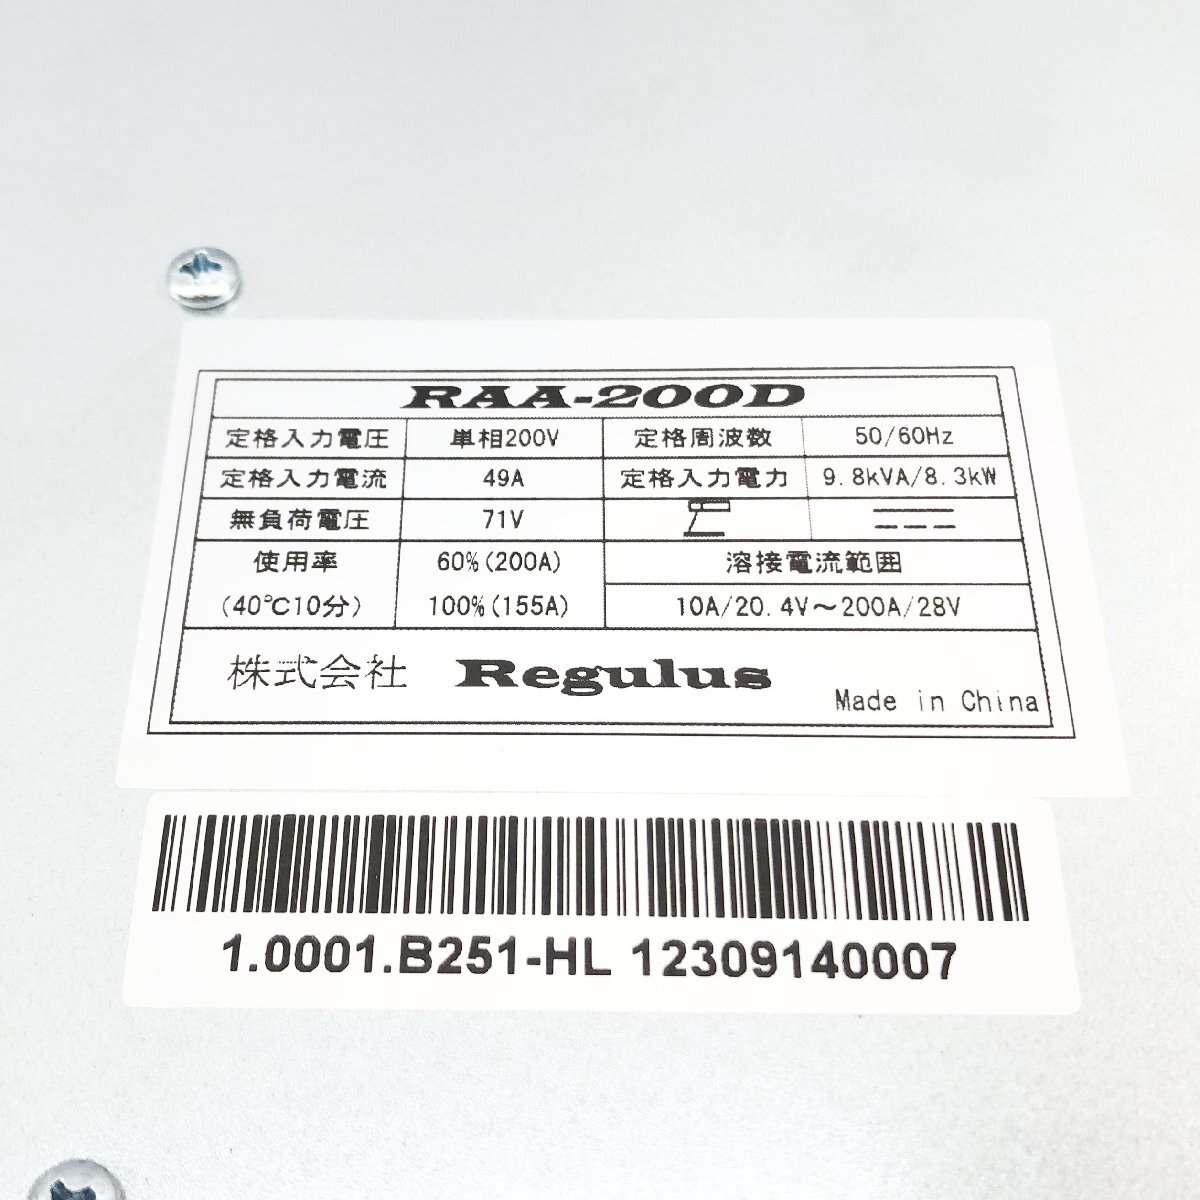 RAA-200D
定格入力電圧 単相200V 定格周波数 50/60Hz
定格入力電流 49A 定格入力電力 9.8kVA/8.3kW
無負荷電圧 71V
使用率 60%(200A) 溶接電流範囲
(40℃10分) 100%(155A) 10A/20.4V～200A/28V
株式会社 Regulus
Made in China
1.0001.B251-HL 12309140007